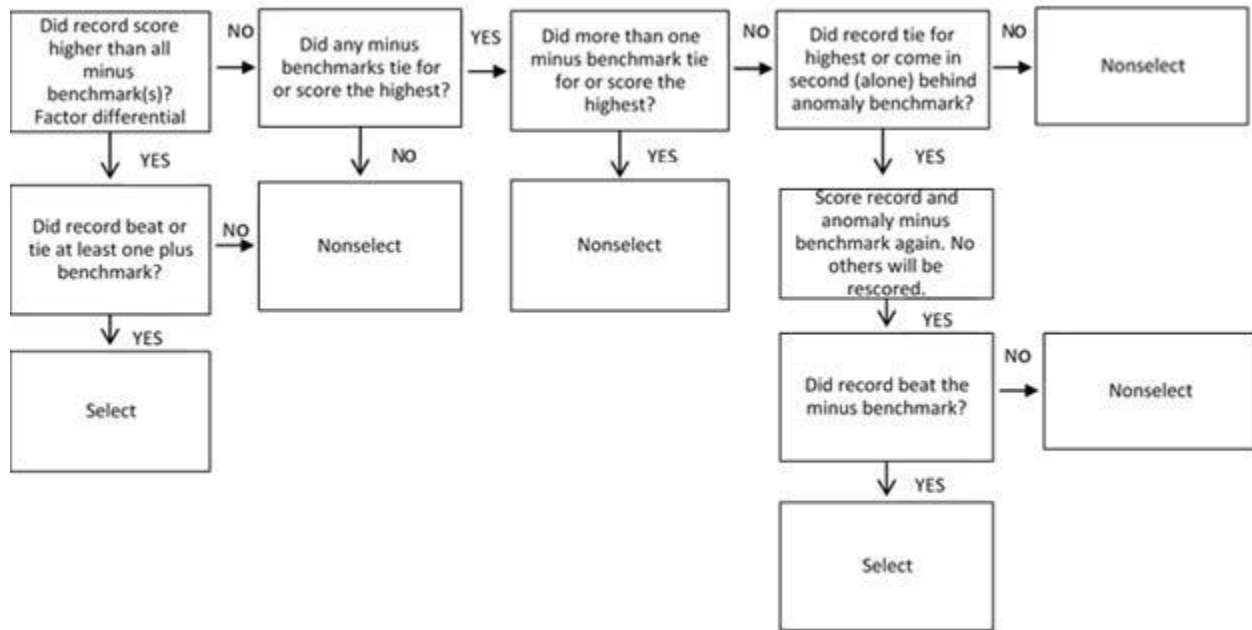 Did record score
higher than all
minus
benchmark(s)?
Factor differential
NO
Did any minus
benchmarks tie for
or score the highest?
YES
Did more than one
minus benchmark tie
for or score the
highest?
NO
Did record tie for
highest or come in
second (alone) behind
anomaly benchmark?
NO
Nonselect
YES
NO
YES
YES
Did record beat or
tie at least one plus
benchmark?
NO
Nonselect
Nonselect
Score record and
anomaly minus
benchmark again. No
others will be
rescored.
YES
YES
Select
Did record beat the
minus benchmark?
NO
Nonselect
YES
Select